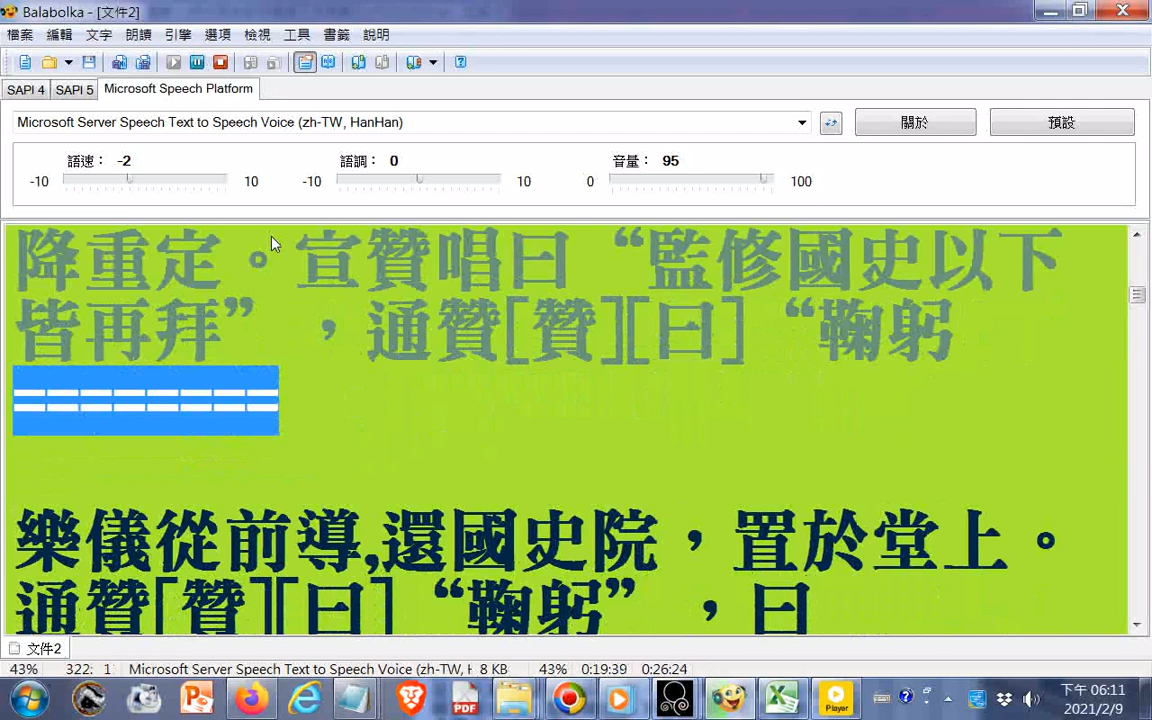 Balabolka - [文件2]
檔案 編輯 文字 朗讀 引擎 選項 檢視 工具 書籤 說明
SAPI 4 SAPI 5 Microsoft Speech Platform
Microsoft Server Speech Text to Speech Voice (zh-TW, HanHan) 關於 預設
語速： -2 語調： 0 音量： 95
-10 10 -10 10 0 100
降重定。宣贊唱曰“監修國史以下
皆再拜”，通贊[贊][曰]“鞠躬
========
樂儀從前導,還國史院，置於堂上。
通贊[贊][曰]“鞠躬”，曰
文件2
43% 322: 1 Microsoft Server Speech Text to Speech Voice (zh-TW, H 8 KB 43% 0:19:39 0:26:24
PDF
Player
下午 06:11
2021/2/9